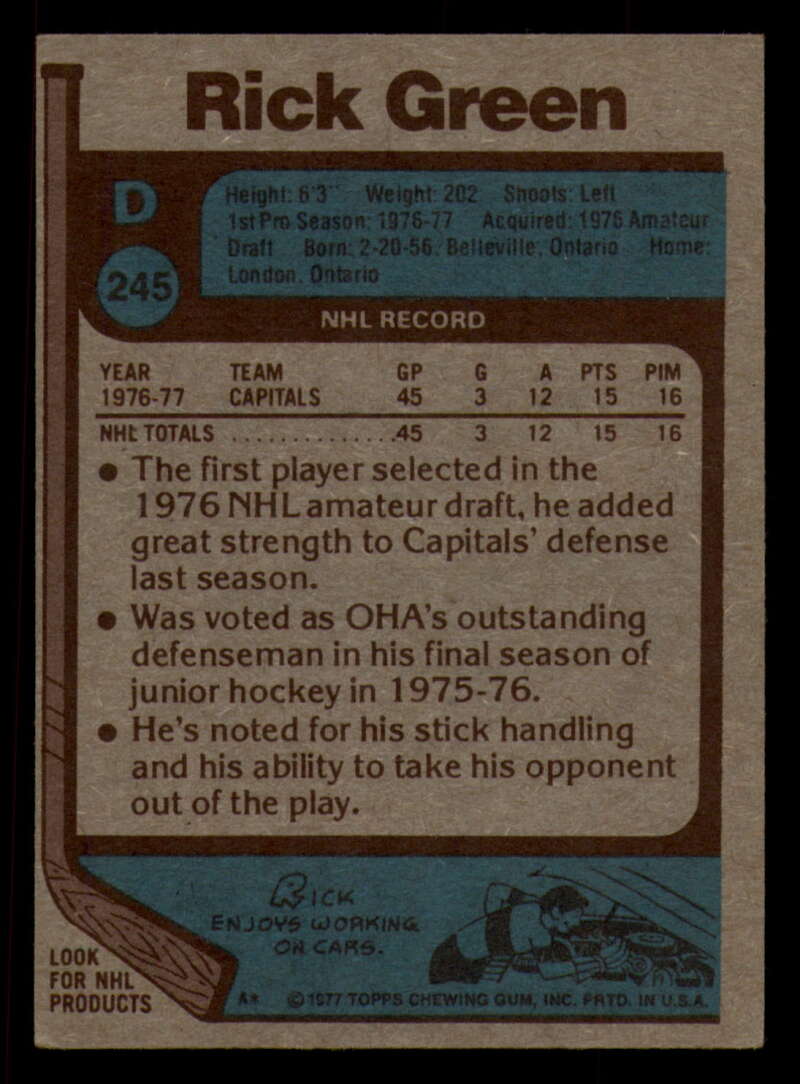 Rick Green
D
245
Height: 6'3" Weight: 202 Shoots: Left
1st Pro Season: 1976-77 Acquired: 1976 Amateur
Draft Born: 2-20-56, Belleville, Ontario Home:
London, Ontario
NHL RECORD
YEAR TEAM GP G A PTS PIM
1976-77 CAPITALS 45 3 12 15 16
NHL TOTALS ..............45 3 12 15 16
● The first player selected in the
1976 NHL amateur draft, he added
great strength to Capitals' defense
last season.
● Was voted as OHA's outstanding
defenseman in his final season of
junior hockey in 1975-76.
● He's noted for his stick handling
and his ability to take his opponent
out of the play.
RICK
ENJOYS WORKING
ON CARS.
LOOK
FOR NHL
PRODUCTS
A* © 1977 TOPPS CHEWING GUM, INC. PRTD. IN U.S.A.